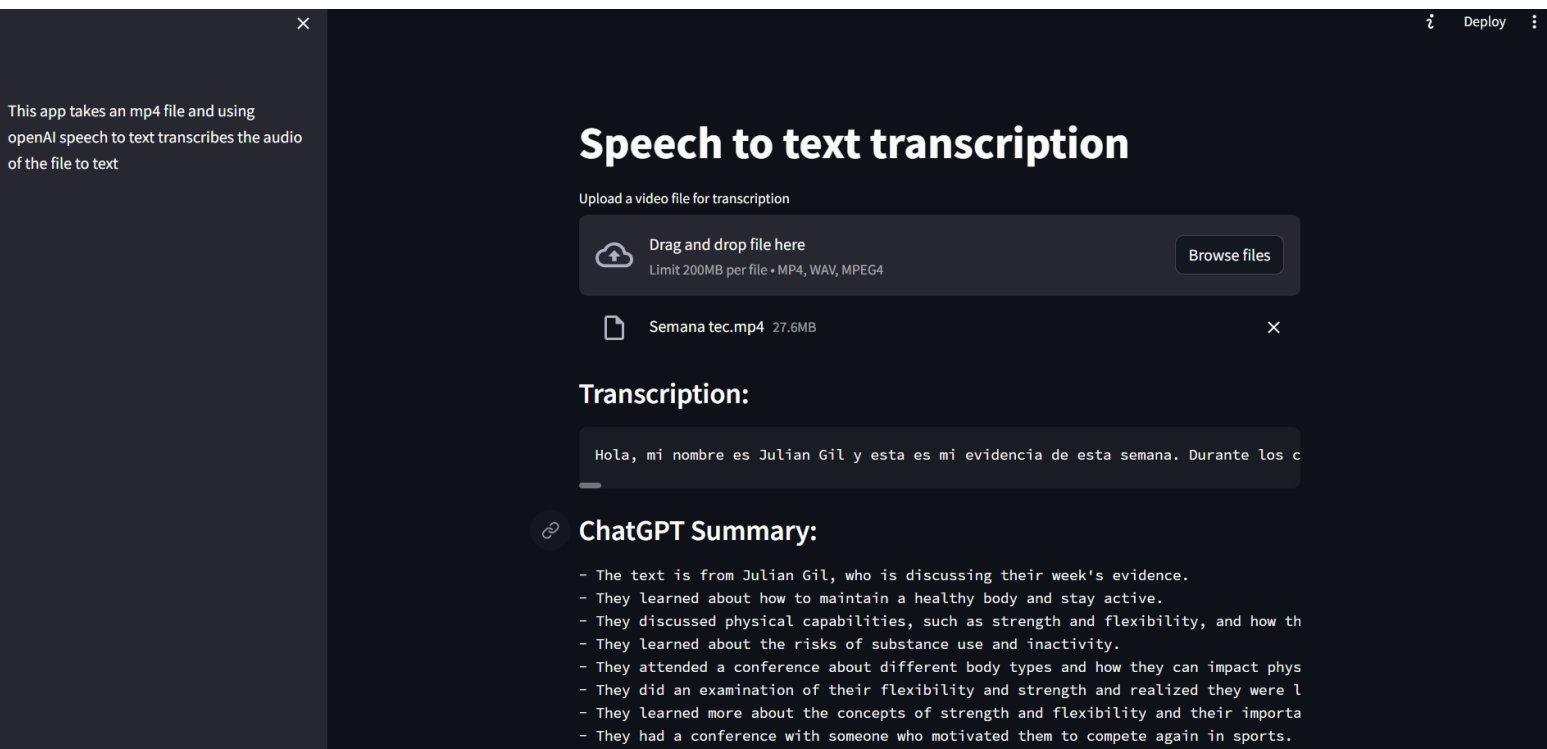 Deploy
This app takes an mp4 file and using
openAI speech to text transcribes the audio
of the file to text
Speech to text transcription
Upload a video file for transcription
Drag and drop file here
Limit 200MB per file • MP4, WAV, MPEG4
Browse files
Semana tec.mp4 27.6MB
Transcription:
Hola, mi nombre es Julian Gil y esta es mi evidencia de esta semana. Durante los c
ChatGPT Summary:
- The text is from Julian Gil, who is discussing their week's evidence.
- They learned about how to maintain a healthy body and stay active.
- They discussed physical capabilities, such as strength and flexibility, and how th
- They learned about the risks of substance use and inactivity.
- They attended a conference about different body types and how they can impact phys
- They did an examination of their flexibility and strength and realized they were l
- They learned more about the concepts of strength and flexibility and their importa
- They had a conference with someone who motivated them to compete again in sports.